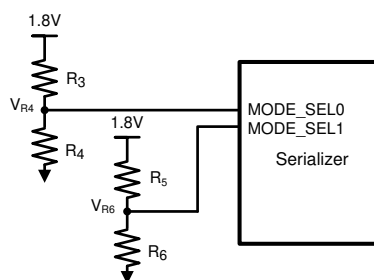 1.8V
R3
VR4
R4
MODE_SEL0
1.8V
MODE_SEL1
Serializer
R5
VR6
R6